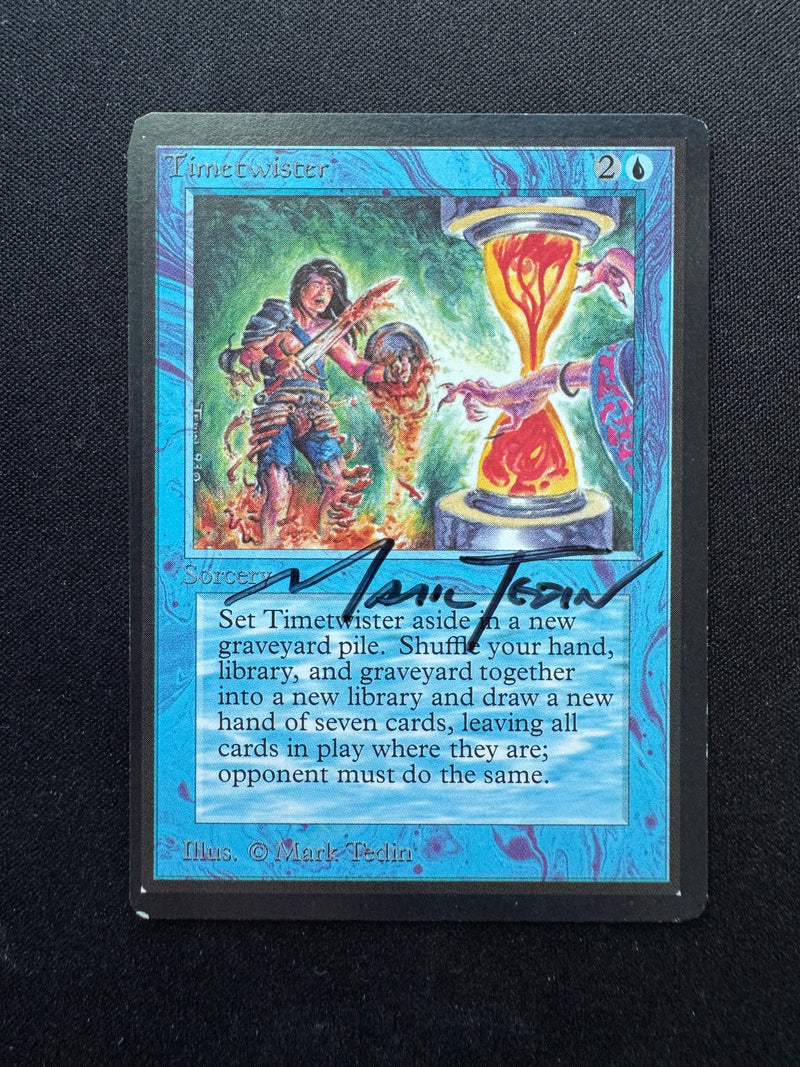 Timetwister 2
Sorcery
Mark Tedin
Set Timetwister aside in a new
graveyard pile. Shuffle your hand,
library, and graveyard together
into a new library and draw a new
hand of seven cards, leaving all
cards in play where they are;
opponent must do the same.
Illus. © Mark Tedin